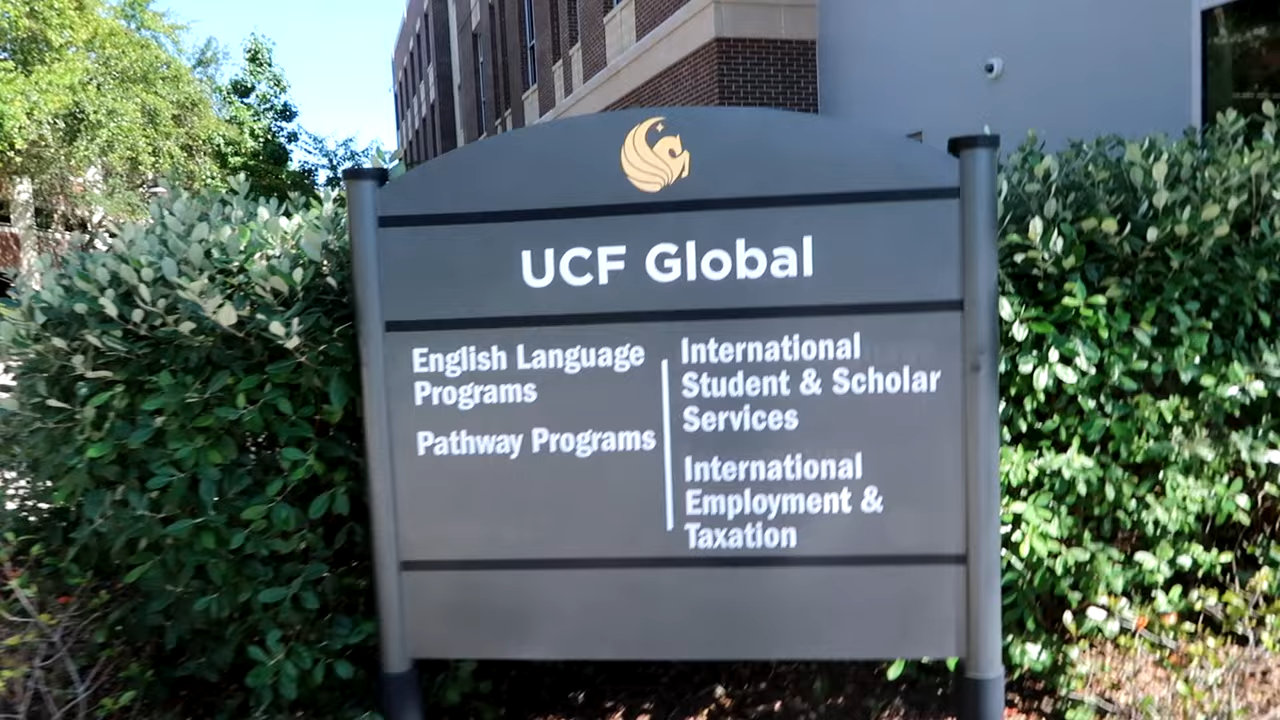 UCF Global
English Language
Programs
Pathway Programs
International
Student & Scholar
Services
International
Employment &
Taxation